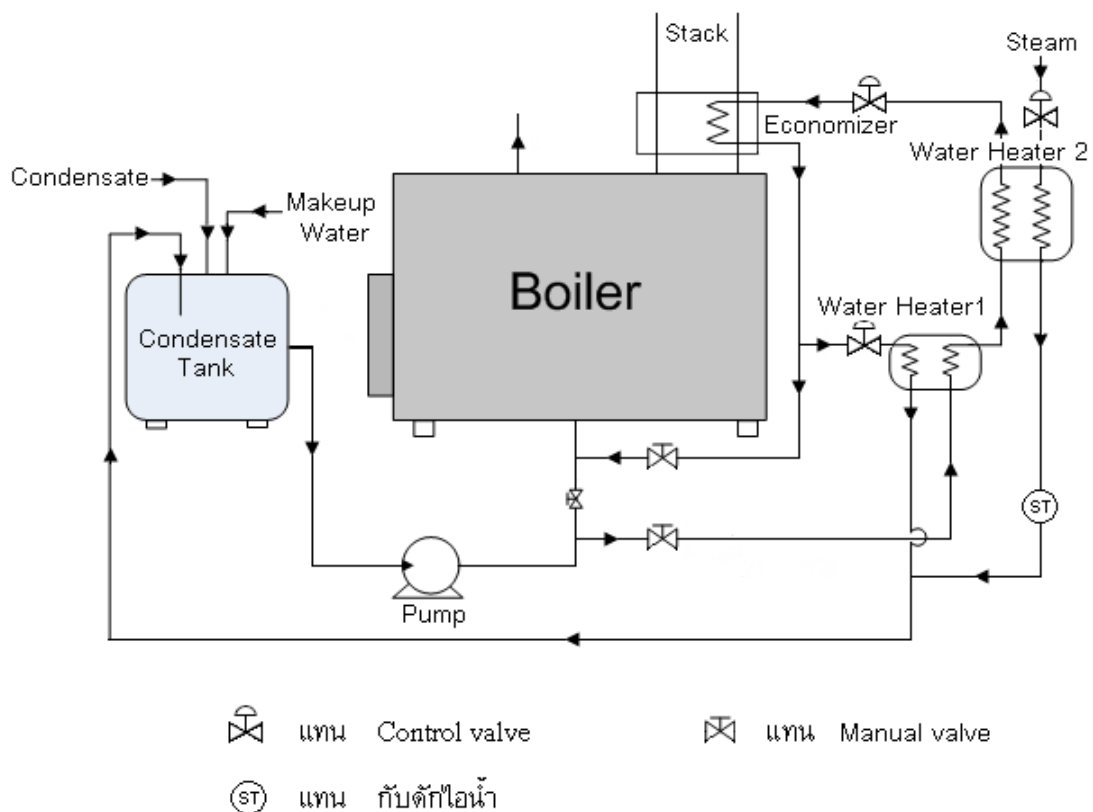 Stack
Steam
Economizer
Water Heater 2
Condensate
Makeup
Water
Boiler
Water Heater1
Condensate
Tank
ST
Pump
แทน Control valve
แทน Manual valve
ST แทน กับดักไอน้ำ